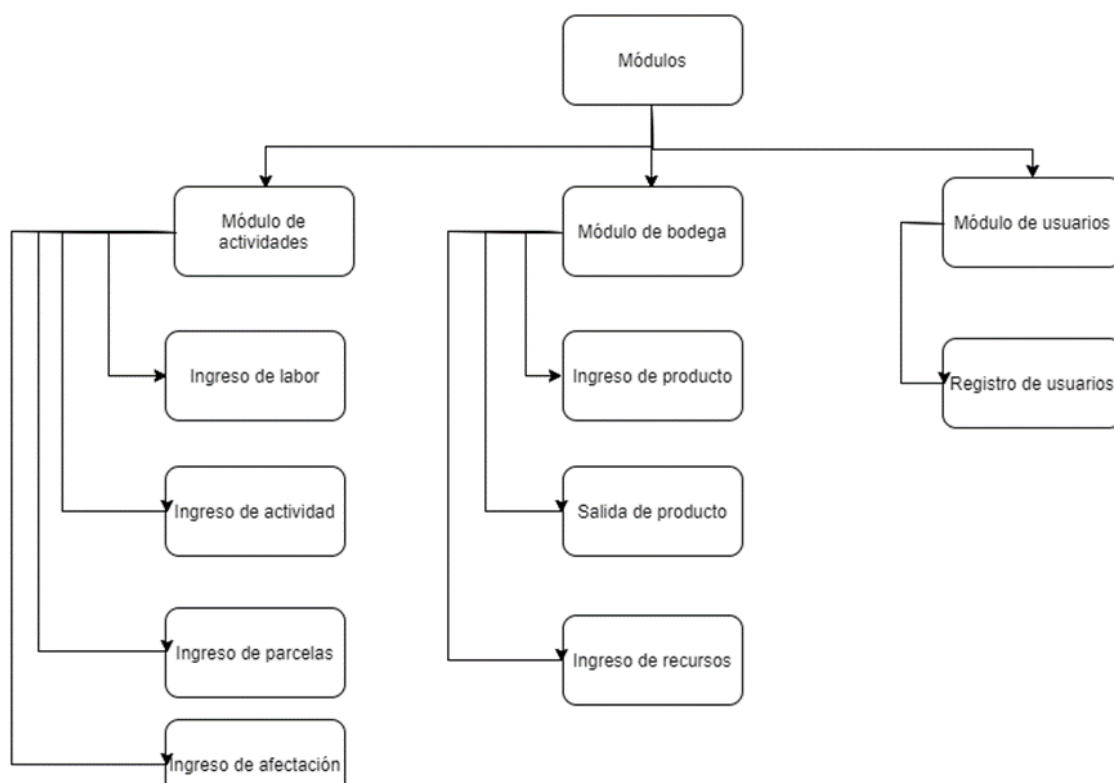 Módulos
Módulo de
actividades
Módulo de bodega
Módulo de usuarios
Ingreso de labor
Ingreso de producto
Registro de usuarios
Ingreso de actividad
Salida de producto
Ingreso de parcelas
Ingreso de recursos
Ingreso de afectación